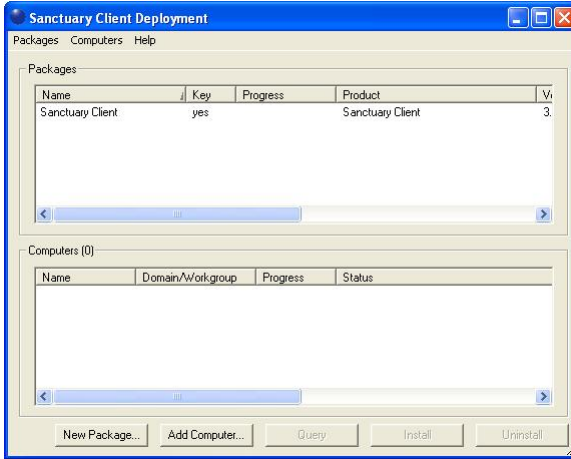 Sanctuary Client Deployment
Packages Computers Help
Packages
Name Key Progress Product
Sanctuary Client yes Sanctuary Client 3.
Computers (0)
Name Domain/Workgroup Progress Status
New Package... Add Computer... Query Install Uninstall